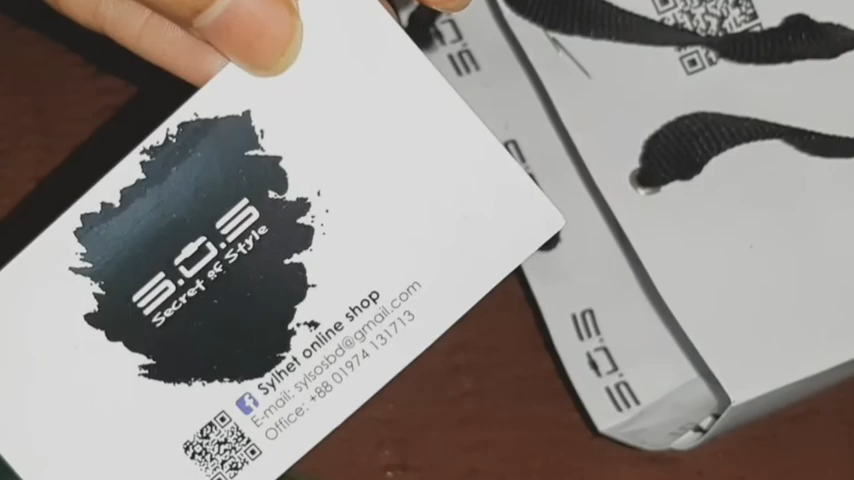 S.O.S
Secret of Style
Sylhet online shop
E-mail: sylsosbd@gmail.com
Office: +88 01974 131713
S.O.S
S.O.S